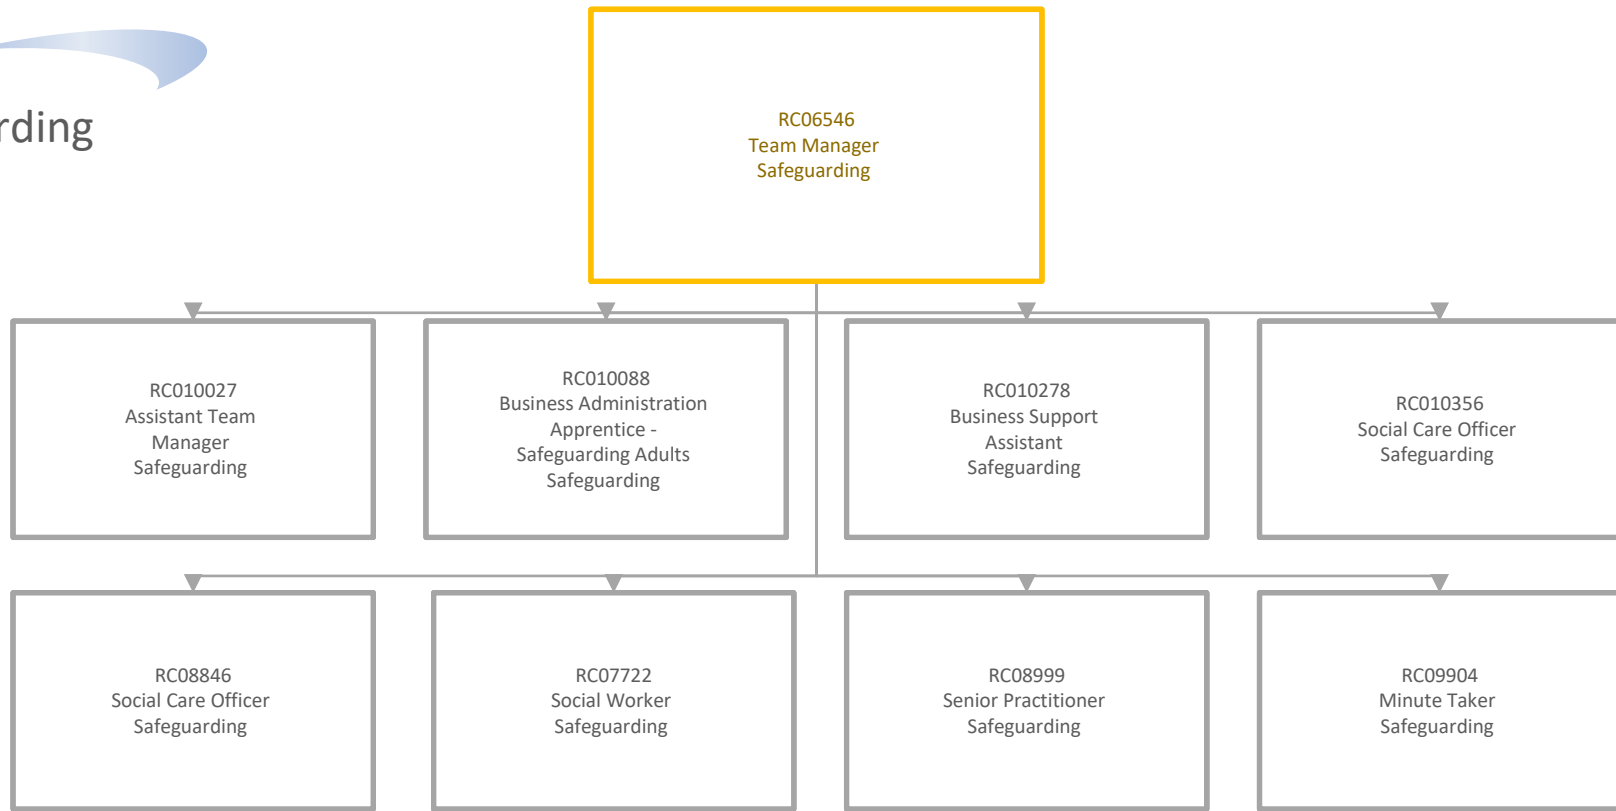 rding
RC06546
Team Manager
Safeguarding
RC010027
Assistant Team
Manager
Safeguarding
RC010088
Business Administration
Apprentice -
Safeguarding Adults
Safeguarding
RC010278
Business Support
Assistant
Safeguarding
RC010356
Social Care Officer
Safeguarding
RC08846
Social Care Officer
Safeguarding
RC07722
Social Worker
Safeguarding
RC08999
Senior Practitioner
Safeguarding
RC09904
Minute Taker
Safeguarding